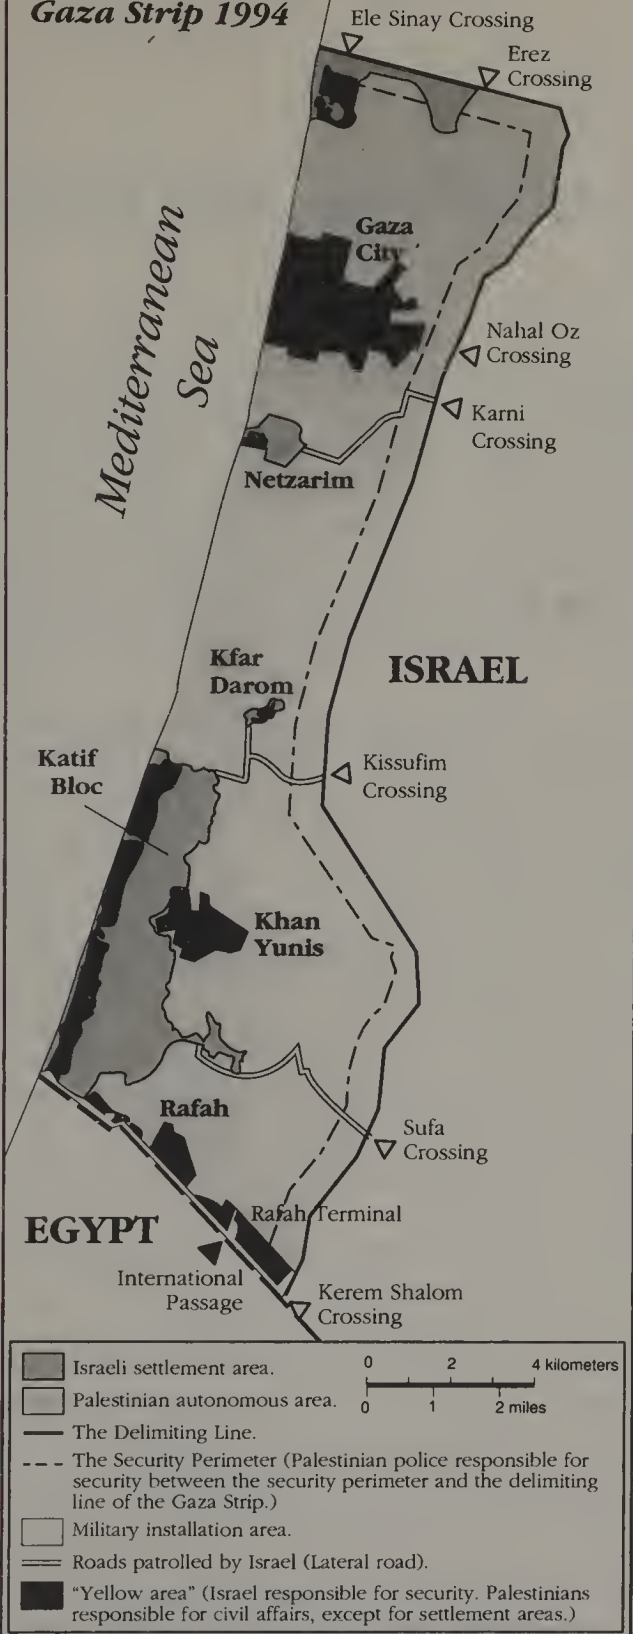 Gaza Strip 1994
Ele Sinay Crossing
Erez
Crossing
Gaza
City
Mediterranean
Sea
Nahal Oz
Crossing
Karni
Crossing
Netzarim
Kfar
Darom
ISRAEL
Katif
Bloc
Kissufim
Crossing
Khan
Yunis
Rafah
Sufa
Crossing
EGYPT
Rafah Terminal
International
Passage
Kerem Shalom
Crossing
Israeli settlement area.
0 2 4 kilometers
Palestinian autonomous area.
0 1 2 miles
The Delimiting Line.
The Security Perimeter (Palestinian police responsible for
security between the security perimeter and the delimiting
line of the Gaza Strip.)
Military installation area.
Roads patrolled by Israel (Lateral road).
"Yellow area" (Israel responsible for security. Palestinians
responsible for civil affairs, except for settlement areas.)